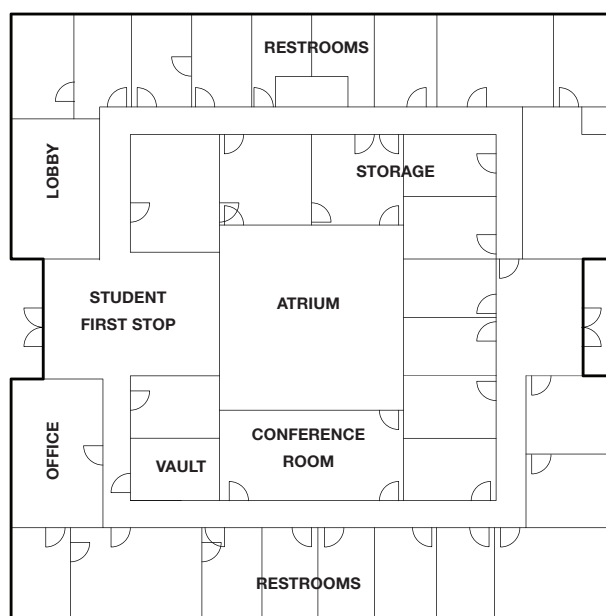 RESTROOMS
LOBBY
STORAGE
STUDENT
FIRST STOP
ATRIUM
OFFICE
VAULT
CONFERENCE
ROOM
RESTROOMS